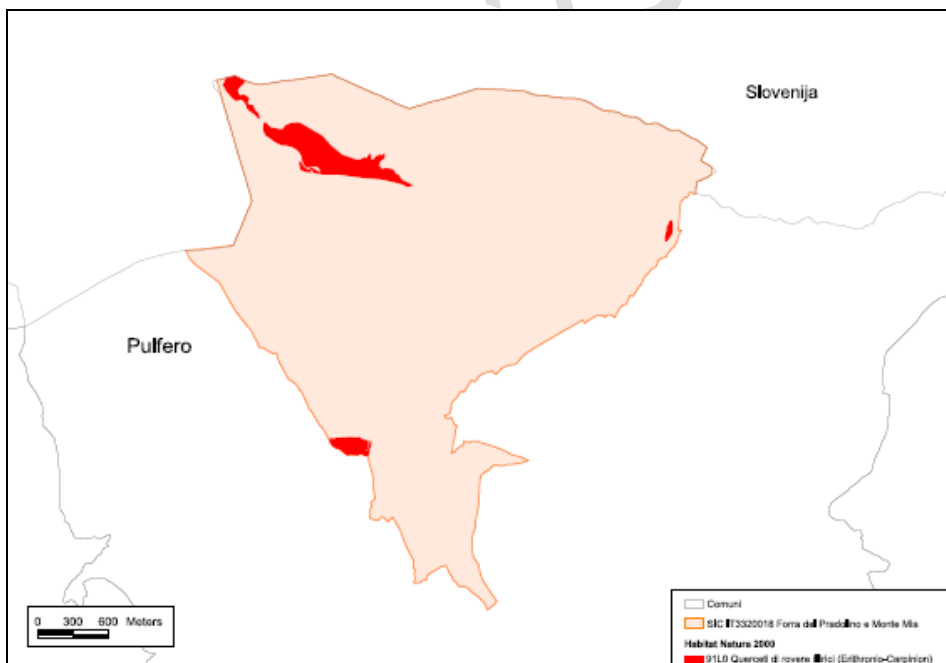 Slovenija
Pulfero
0 300 600 Meters
Comuni
SIC IT3320018 Forra del Pradolino e Monte Mia
Habitat Natura 2000
91L0 Querceti di rovere illirici (Erithronio-Carpinion)